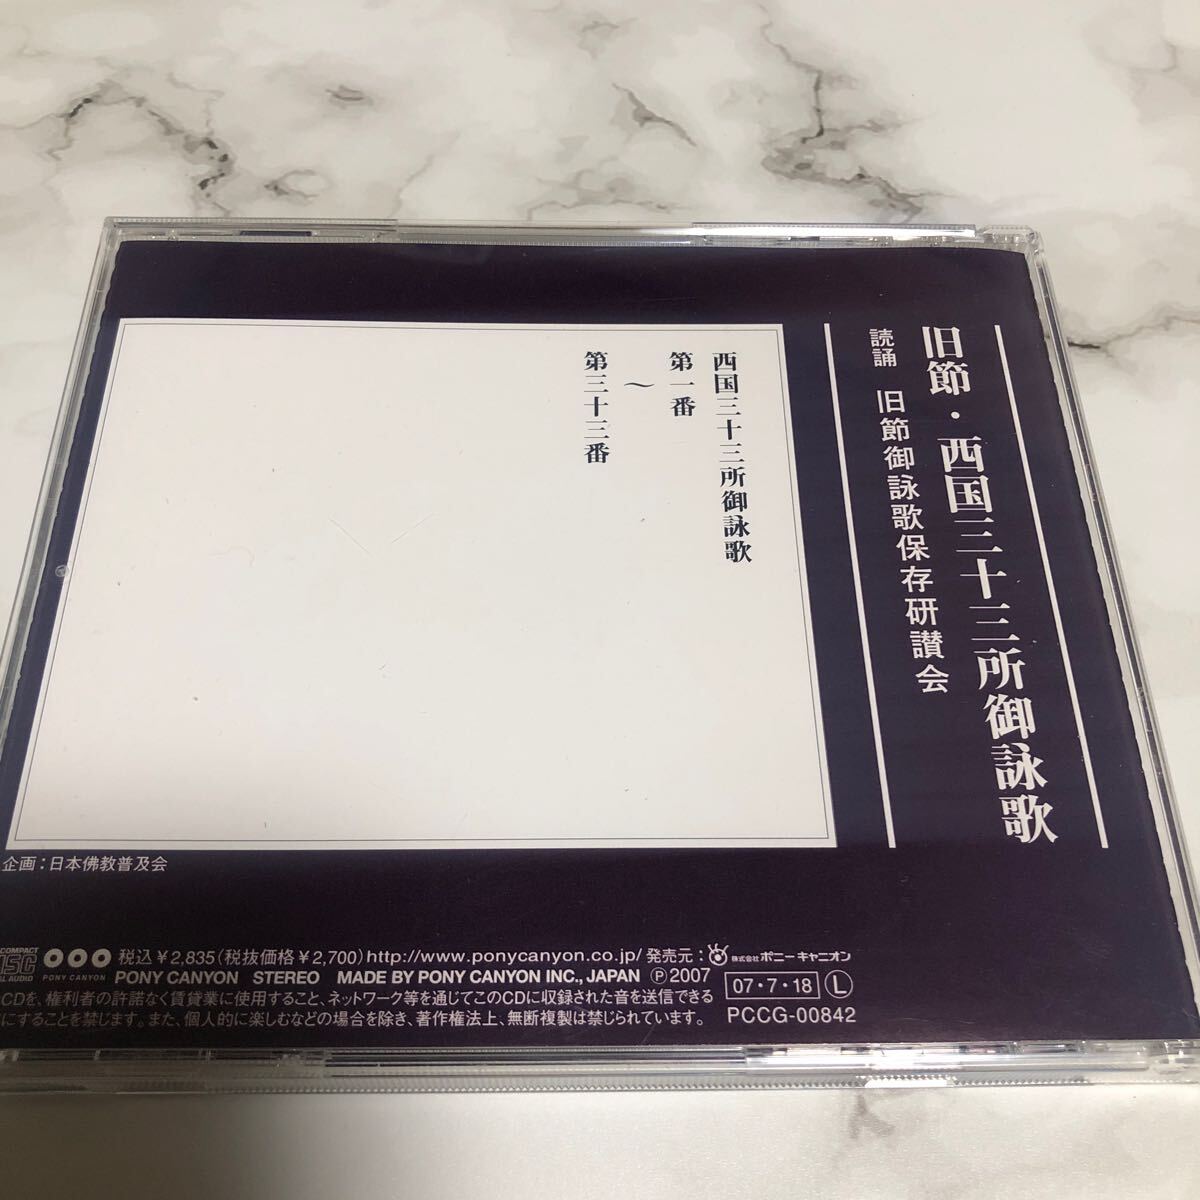 旧節・西国三十三所御詠歌
読誦 旧節御詠歌保存研讃会
西国三十三所御詠歌
第一番
〜
第三十三番
企画：日本佛教普及会
COMPACT
DISC
AL AUDIO
PONY CANYON
税込￥2,835(税抜価格￥2,700)http://www.ponycanyon.co.jp/発売元：株式会社ポニーキャニオン
PONY CANYON STEREO MADE BY PONY CANYON INC., JAPAN Ⓟ2007 07・7・18 Ⓛ
CDを、権利者の許諾なく賃貸業に使用すること、ネットワーク等を通じてこのCDに収録された音を送信できる
にすることを禁じます。また、個人的に楽しむなどの場合を除き、著作権法上、無断複製は禁じられています。
PCCG-00842